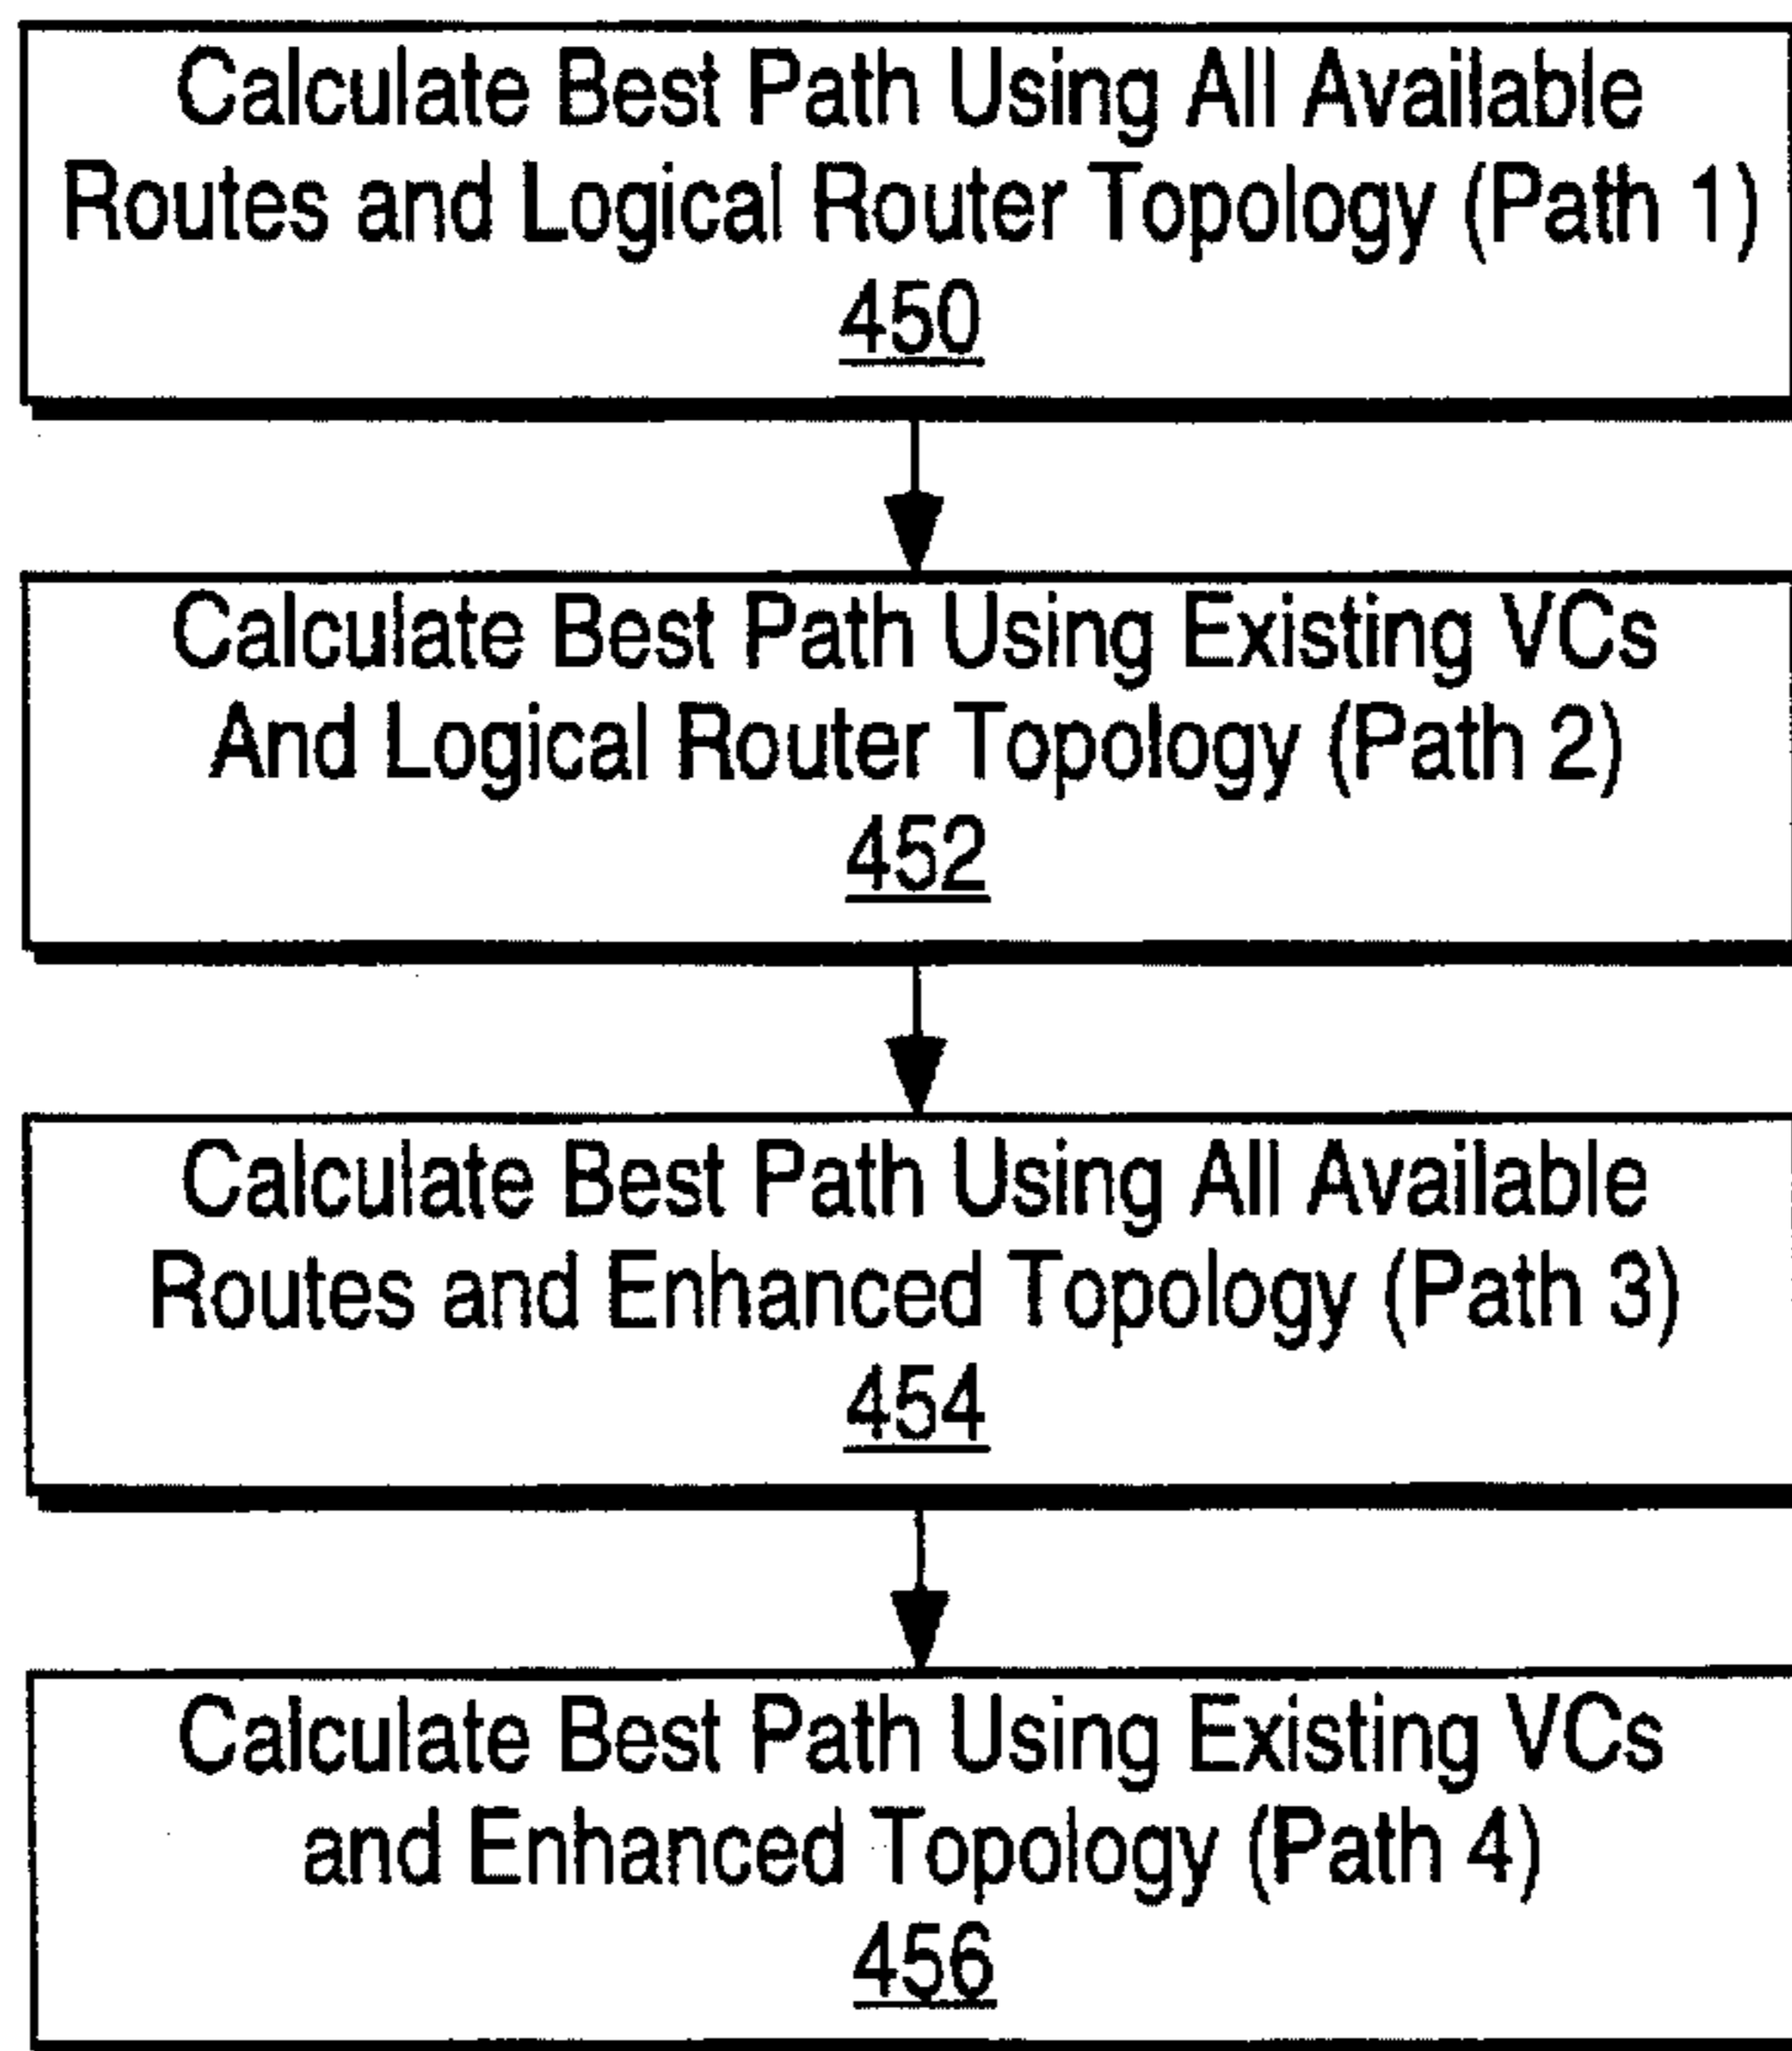 Calculate Best Path Using All Available
Routes and Logical Router Topology (Path 1)
450
Calculate Best Path Using Existing VCs
And Logical Router Topology (Path 2)
452
Calculate Best Path Using All Available
Routes and Enhanced Topology (Path 3)
454
Calculate Best Path Using Existing VCs
and Enhanced Topology (Path 4)
456